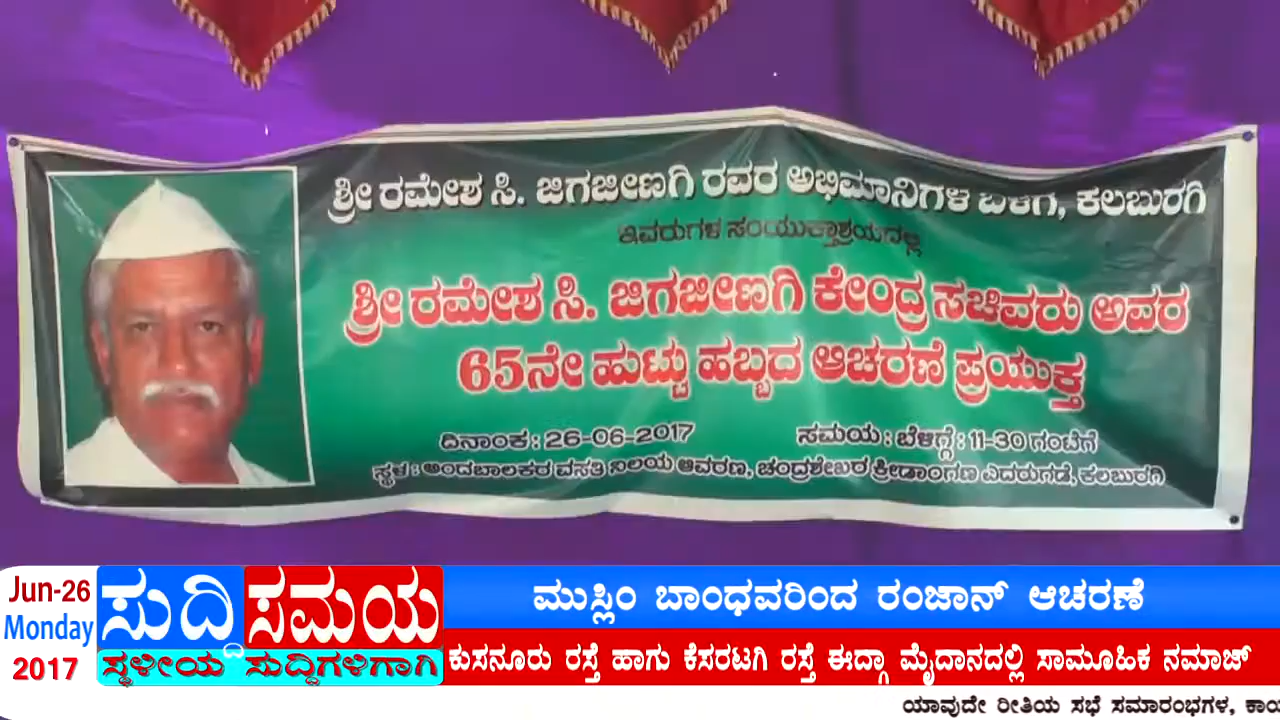 ಶ್ರೀ ರಮೇಶ ಸಿ. ಜಿಗಜೀಣಗಿ ರವರ ಅಭಿಮಾನಿಗಳ ಬಳಗ, ಕಲಬುರಗಿ
ಇವರುಗಳ ಸಂಯುಕ್ತಾಶ್ರಯದಲ್ಲಿ
ಶ್ರೀ ರಮೇಶ ಸಿ. ಜಿಗಜೀಣಗಿ ಕೇಂದ್ರ ಸಚಿವರು ಅವರ
65ನೇ ಹುಟ್ಟು ಹಬ್ಬದ ಆಚರಣೆ ಪ್ರಯುಕ್ತ
ದಿನಾಂಕ : 26-06-2017 ಸಮಯ : ಬೆಳಿಗ್ಗೆ : 11-30 ಗಂಟೆಗೆ
ಸ್ಥಳ : ಅಂದಬಾಲಕರ ವಸತಿ ನಿಲಯ ಆವರಣ, ಚಂದ್ರಶೇಖರ ಕ್ರೀಡಾಂಗಣ ಎದರುಗಡೆ, ಕಲಬುರಗಿ
Jun-26
Monday
2017
ಸುದ್ದಿ ಸಮಯ
ಸ್ಥಳೀಯ ಸುದ್ದಿಗಳಿಗಾಗಿ
ಮುಸ್ಲಿಂ ಬಾಂಧವರಿಂದ ರಂಜಾನ್ ಆಚರಣೆ
ಕುಸನೂರು ರಸ್ತೆ ಹಾಗು ಕೆಸರಟಗಿ ರಸ್ತೆ ಈದ್ಗಾ ಮೈದಾನದಲ್ಲಿ ಸಾಮೂಹಿಕ ನಮಾಜ್
ಯಾವುದೇ ರೀತಿಯ ಸಭೆ ಸಮಾರಂಭಗಳ, ಕಾಯ